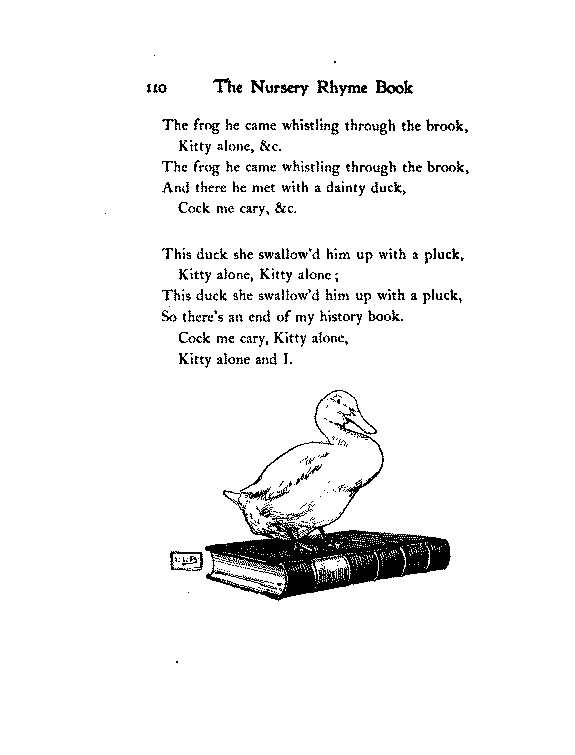 110 The Nursery Rhyme Book
The frog he came whistling through the brook,
Kitty alone, &c.
The frog he came whistling through the brook,
And there he met with a dainty duck,
Cock me cary, &c.
This duck she swallow'd him up with a pluck,
Kitty alone, Kitty alone;
This duck she swallow'd him up with a pluck,
So there's an end of my history book.
Cock me cary, Kitty alone,
Kitty alone and I.